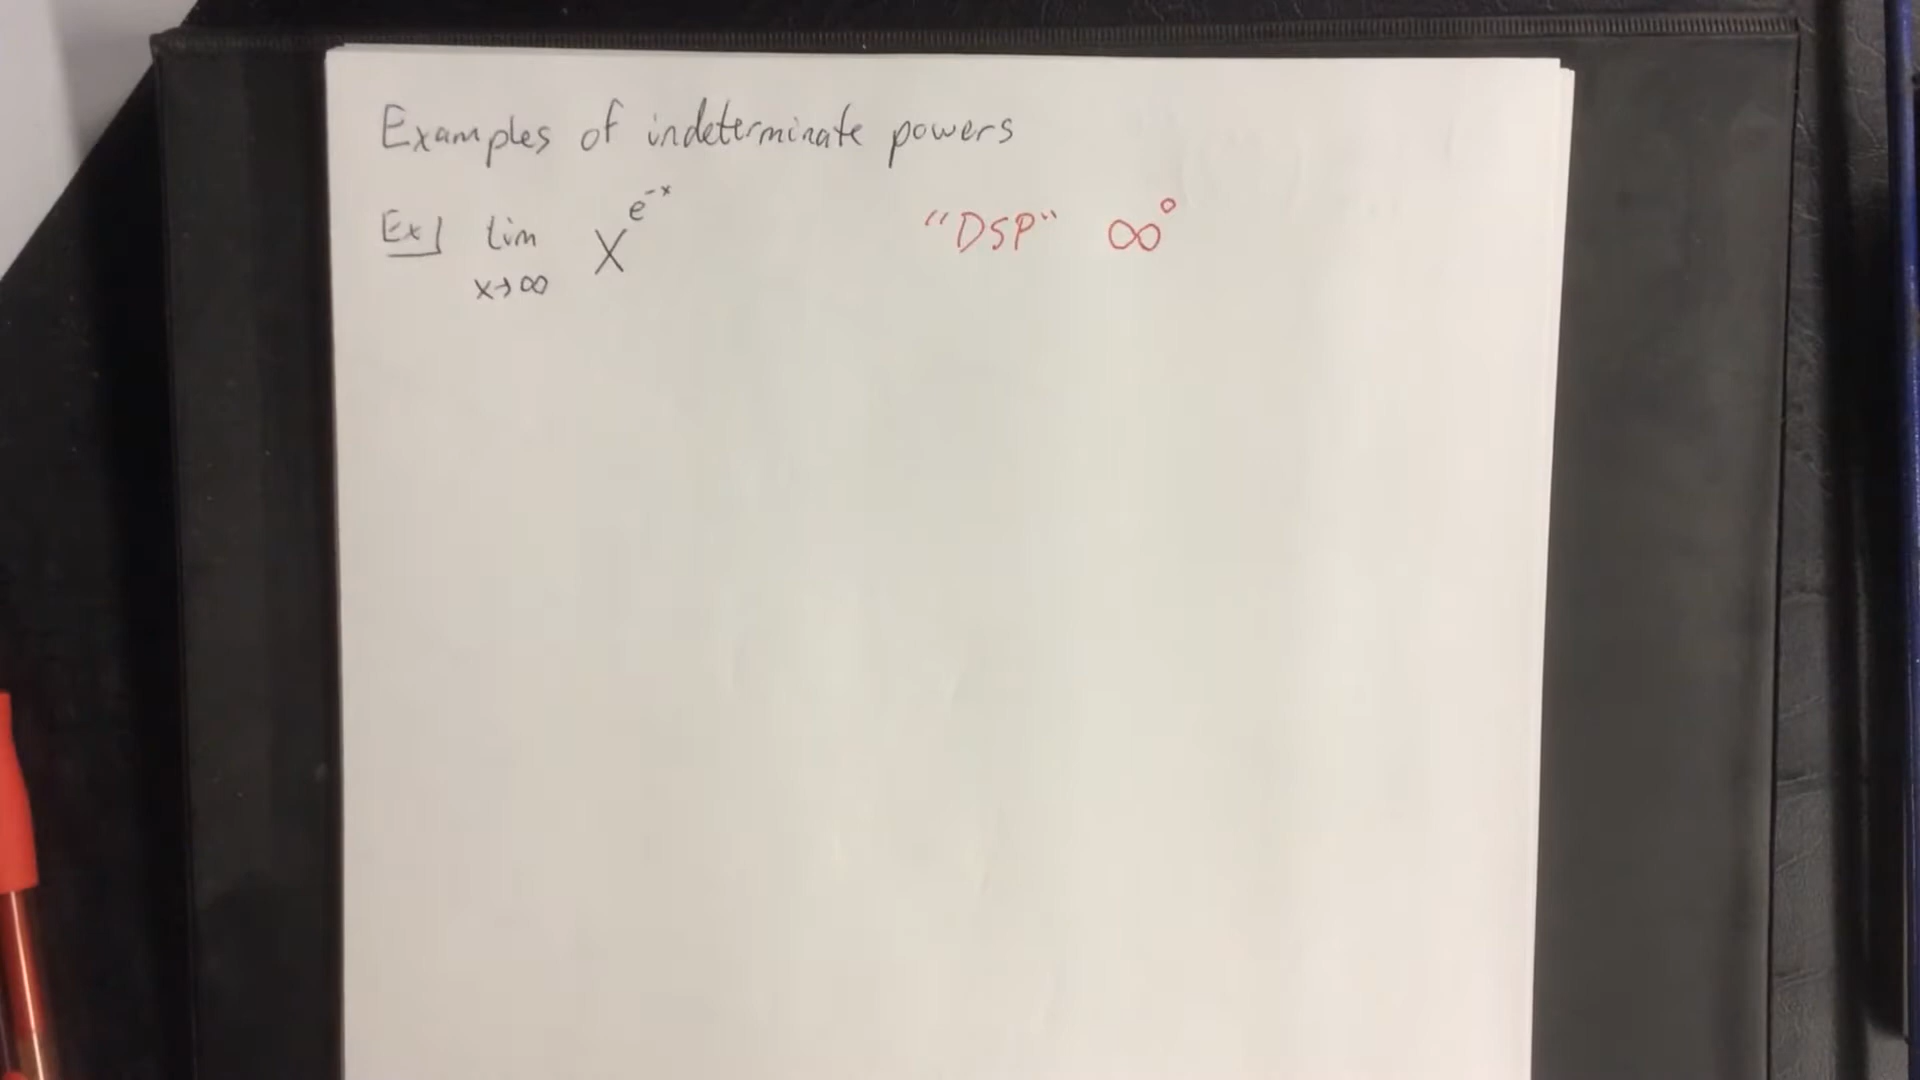 Examples of indeterminate powers
Ex] lim x→∞ x^{e^{-x}} "DSP" ∞^0